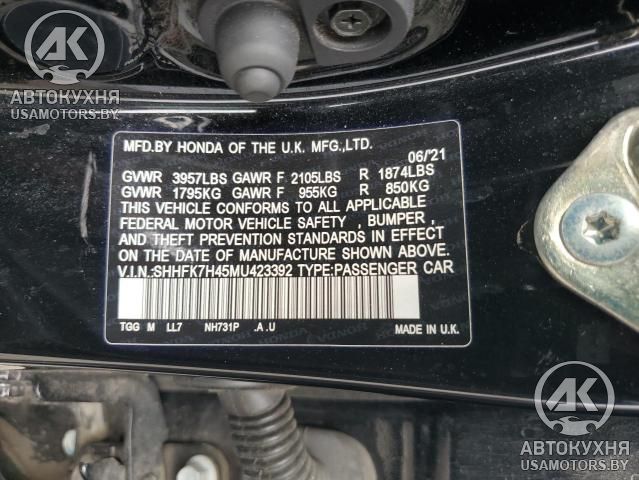 AK
АВТОКУХНЯ
USAMOTORS.BY
MFD.BY HONDA OF THE U.K. MFG.,LTD.
06/'21
GVWR 3957LBS GAWR F 2105LBS R 1874LBS
GVWR 1795KG GAWR F 955KG R 850KG
THIS VEHICLE CONFORMS TO ALL APPLICABLE
FEDERAL MOTOR VEHICLE SAFETY , BUMPER ,
AND THEFT PREVENTION STANDARDS IN EFFECT
ON THE DATE OF MANUFACTURE SHOWN ABOVE.
V.I.N.:SHHFK7H45MU423392 TYPE:PASSENGER CAR
TGG M LL7 NH731P .A .U MADE IN U.K.
AK
АВТОКУХНЯ
USAMOTORS.BY